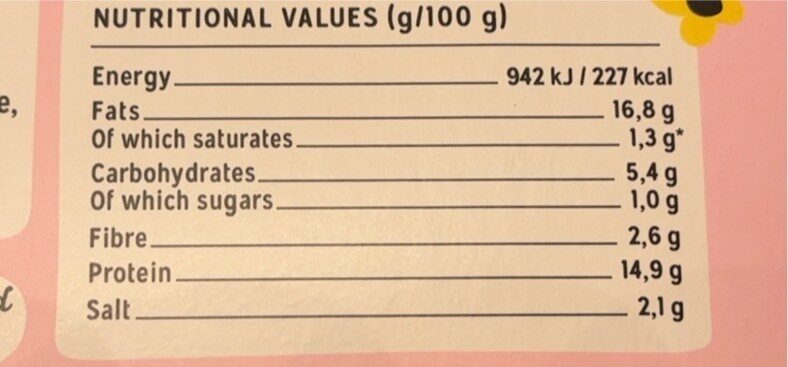 NUTRITIONAL VALUES (g/100 g)
Energy 942 kJ / 227 kcal
e,
Fats 16,8 g
Of which saturates 1,3 g*
Carbohydrates 5,4 g
Of which sugars 1,0 g
Fibre 2,6 g
Protein 14,9 g
Salt 2,1 g